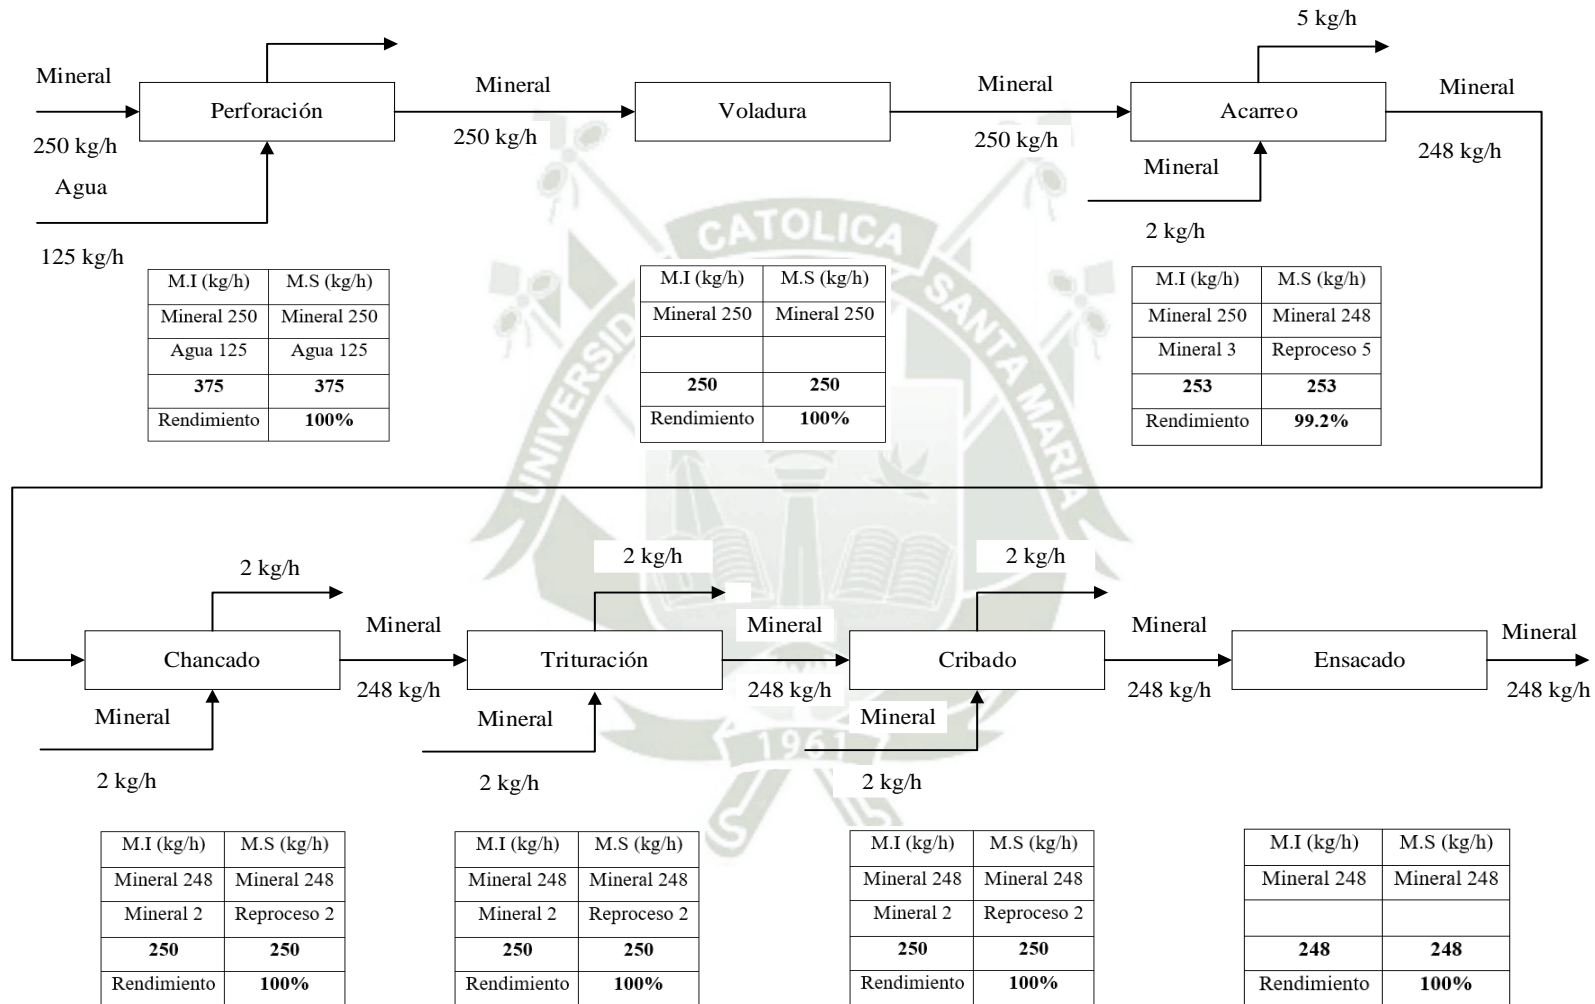 5 kg/h
Mineral
Perforación
Mineral
Voladura
Mineral
Acarreo
Mineral
250 kg/h
250 kg/h
250 kg/h
248 kg/h
Agua
Mineral
125 kg/h
2 kg/h
M.I (kg/h) M.S (kg/h)
Mineral 250 Mineral 250
Agua 125 Agua 125
375 375
Rendimiento 100%
M.I (kg/h) M.S (kg/h)
Mineral 250 Mineral 250
250 250
Rendimiento 100%
M.I (kg/h) M.S (kg/h)
Mineral 250 Mineral 248
Mineral 3 Reproceso 5
253 253
Rendimiento 99.2%
UNIVERSID
CATOLICA
SANTA MARIA
1961
2 kg/h
2 kg/h
2 kg/h
Chancado
Mineral
Trituración
Mineral
Cribado
Mineral
Ensacado
Mineral
248 kg/h
248 kg/h
248 kg/h
248 kg/h
Mineral
Mineral
Mineral
2 kg/h
2 kg/h
2 kg/h
M.I (kg/h) M.S (kg/h)
Mineral 248 Mineral 248
Mineral 2 Reproceso 2
250 250
Rendimiento 100%
M.I (kg/h) M.S (kg/h)
Mineral 248 Mineral 248
Mineral 2 Reproceso 2
250 250
Rendimiento 100%
M.I (kg/h) M.S (kg/h)
Mineral 248 Mineral 248
Mineral 2 Reproceso 2
250 250
Rendimiento 100%
M.I (kg/h) M.S (kg/h)
Mineral 248 Mineral 248
248 248
Rendimiento 100%